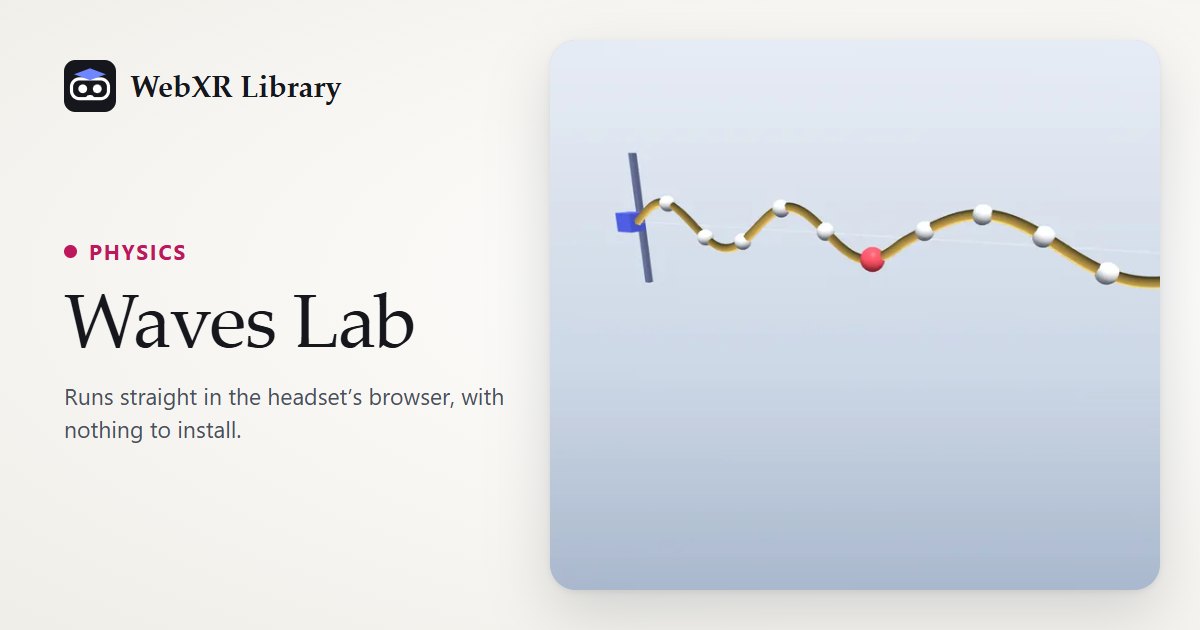 WebXR Library
PHYSICS
Waves Lab
Runs straight in the headset’s browser, with
nothing to install.